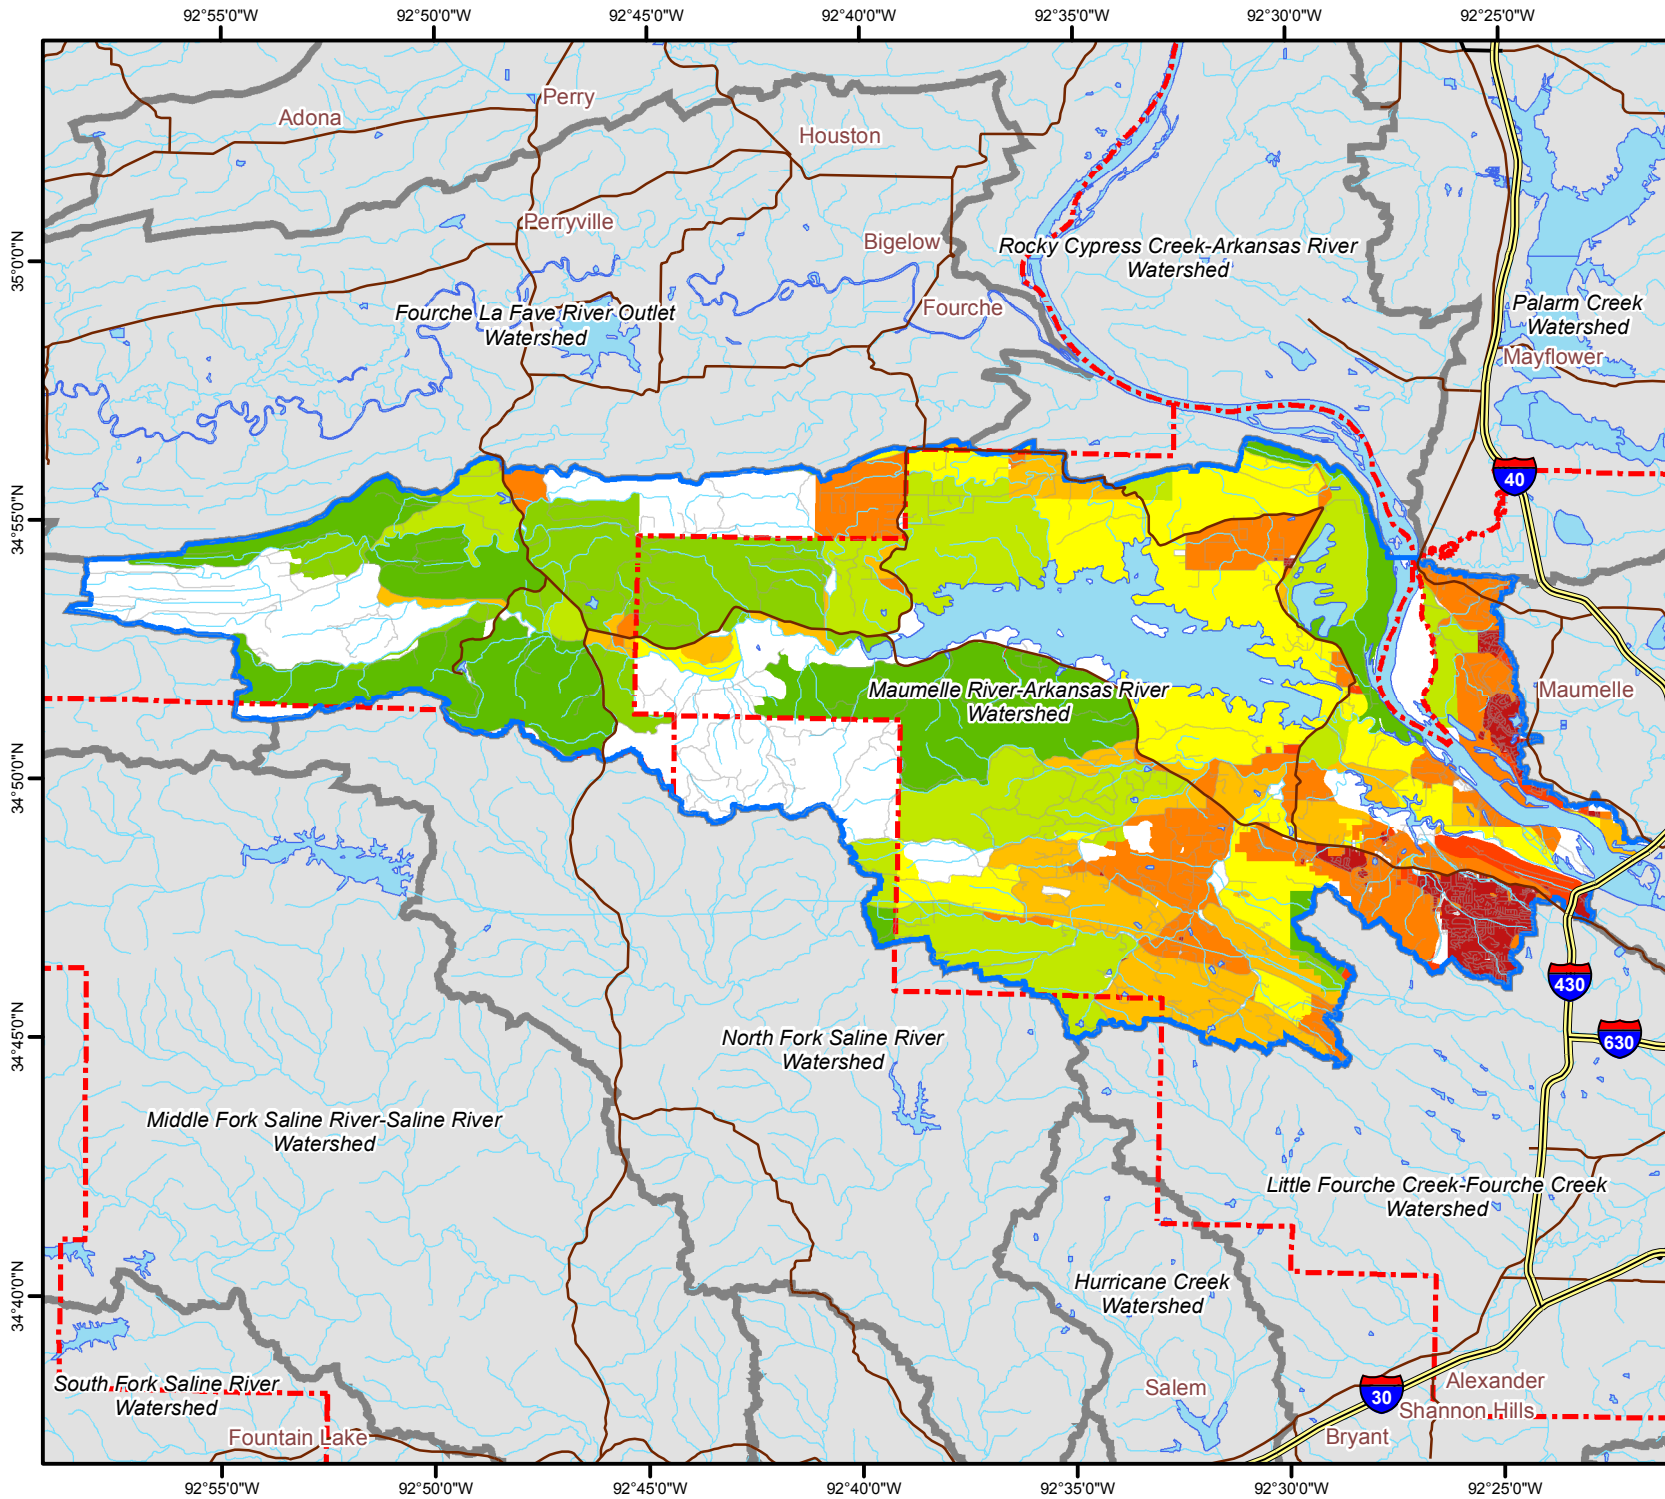 92°55'0"W
92°50'0"W
92°45'0"W
92°40'0"W
92°35'0"W
92°30'0"W
92°25'0"W
Perry
Adona
Houston
Perryville
Bigelow
35°0'0"N
Rocky Cypress Creek-Arkansas River
Watershed
Fourche
Palarm Creek
Watershed
Fourche La Fave River Outlet
Watershed
Mayflower
40
34°55'0"N
Maumelle River-Arkansas River
Watershed
Maumelle
34°50'0"N
430
630
34°45'0"N
North Fork Saline River
Watershed
Middle Fork Saline River-Saline River
Watershed
Little Fourche Creek-Fourche Creek
Watershed
Hurricane Creek
Watershed
34°40'0"N
South Fork Saline River
Watershed
Salem
30
Alexander
Shannon Hills
Bryant
Fountain Lake
92°55'0"W
92°50'0"W
92°45'0"W
92°40'0"W
92°35'0"W
92°30'0"W
92°25'0"W